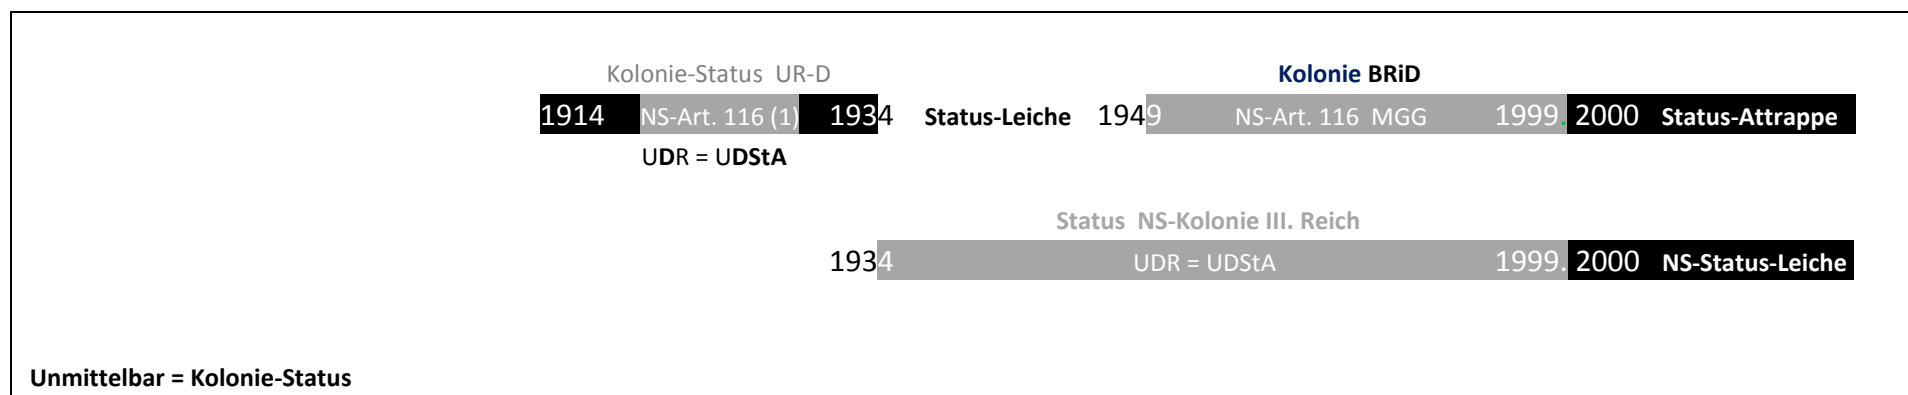 Kolonie-Status UR-D Kolonie BRiD
1914 NS-Art. 116 (1) 1934 Status-Leiche 1949 NS-Art. 116 MGG 1999. 2000 Status-Attrappe
UDR = UDStA
Status NS-Kolonie III. Reich
1934 UDR = UDStA 1999. 2000 NS-Status-Leiche
Unmittelbar = Kolonie-Status